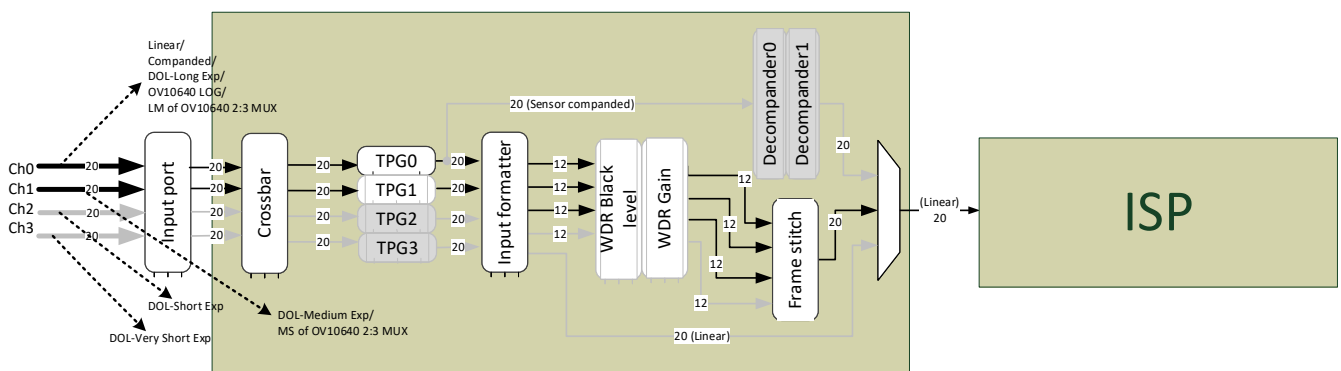 Linear/
Companded/
DOL-Long Exp/
OV10640 LOG/
LM of OV10640 2:3 MUX
Ch0
Ch1
Ch2
Ch3
20
20
20
20
Input port
20
20
20
20
Crossbar
20
20
20
20
TPG0
TPG1
TPG2
TPG3
20
20
20
20
20 (Sensor companded)
Input formatter
12
12
12
12
WDR Black
level
WDR Gain
12
12
12
12
Frame stitch
20
20 (Linear)
Decompander0
Decompander1
20
(Linear)
20
ISP
DOL-Short Exp
DOL-Very Short Exp
DOL-Medium Exp/
MS of OV10640 2:3 MUX